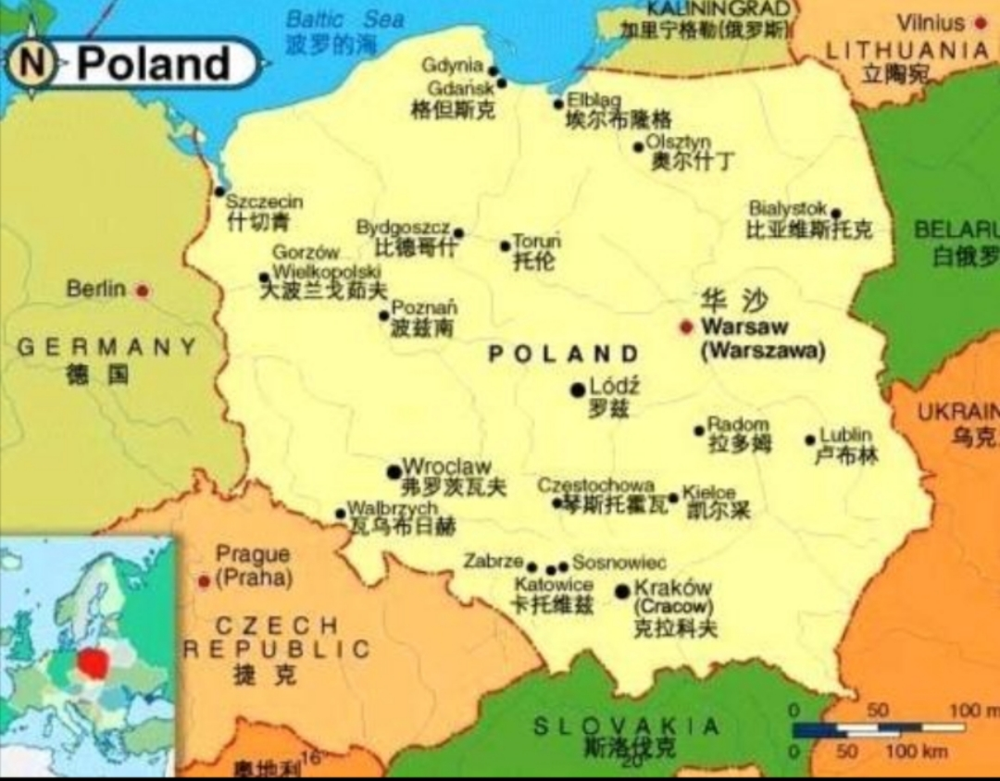 Baltic Sea
波罗的海
KALININGRAD
加里宁格勒(俄罗斯)
Vilnius
LITHUANIA
立陶宛
N
Poland
Gdynia
Gdańsk
格但斯克
Elbląg
埃尔布隆格
Olsztyn
奥尔什丁
Szczecin
什切青
Bialystok
比亚维斯托克
BELARU
白俄罗
Bydgoszcz
比德哥什
Toruń
托伦
Gorzów
Wielkopolski
大波兰戈茹夫
Berlin
Poznań
波兹南
华沙
Warsaw
(Warszawa)
GERMANY
德国
POLAND
Lódź
罗兹
UKRAIN
乌克
Radom
拉多姆
Lublin
卢布林
Wroclaw
弗罗茨瓦夫
Czestochowa
琴斯托霍瓦
Kielce
凯尔采
Walbrzych
瓦乌布日赫
Prague
(Praha)
Zabrze
Sosnowiec
Katowice
卡托维兹
Kraków
(Cracow)
克拉科夫
CZECH
REPUBLIC
捷克
SLOVAKIA
斯洛伐克
20°
奥地利
16°
0 50 100 m
0 50 100 km